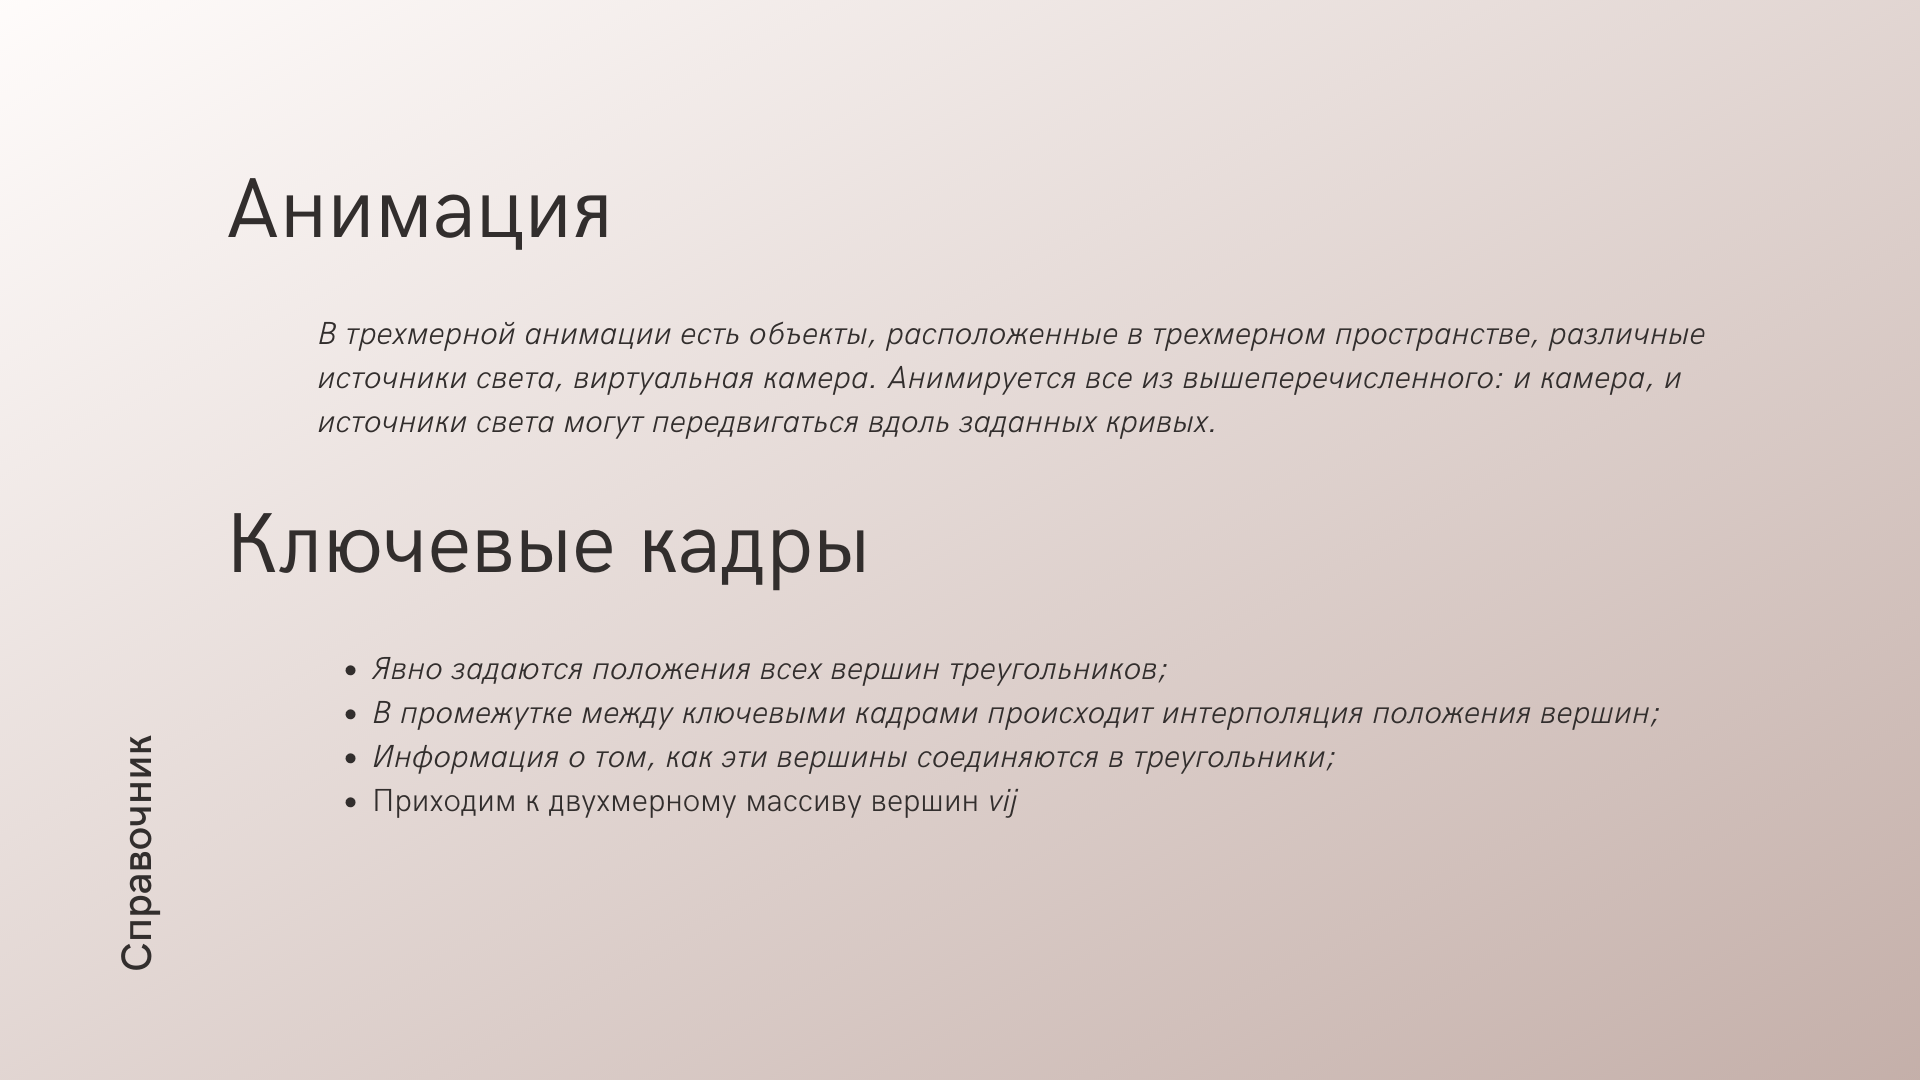 Анимация
В трехмерной анимации есть объекты, расположенные в трехмерном пространстве, различные
источники света, виртуальная камера. Анимируется все из вышеперечисленного: и камера, и
источники света могут передвигаться вдоль заданных кривых.
Ключевые кадры
• Явно задаются положения всех вершин треугольников;
• В промежутке между ключевыми кадрами происходит интерполяция положения вершин;
• Информация о том, как эти вершины соединяются в треугольники;
• Приходим к двухмерному массиву вершин vij
Справочник